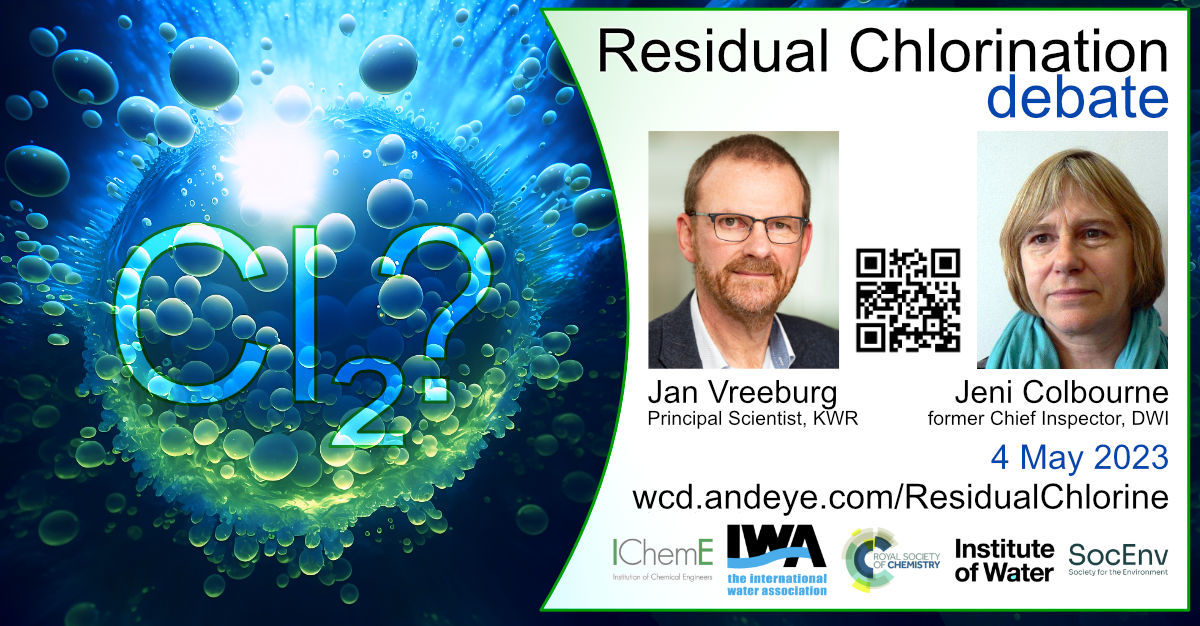 Cl2?
Residual Chlorination
debate
Jan Vreeburg
Principal Scientist, KWR
Jeni Colbourne
former Chief Inspector, DWI
4 May 2023
wcd.andeye.com/ResidualChlorine
IChemE
Institution of Chemical Engineers
IWA
the international
water association
ROYAL SOCIETY
OF CHEMISTRY
Institute
of Water
SocEnv
Society for the Environment